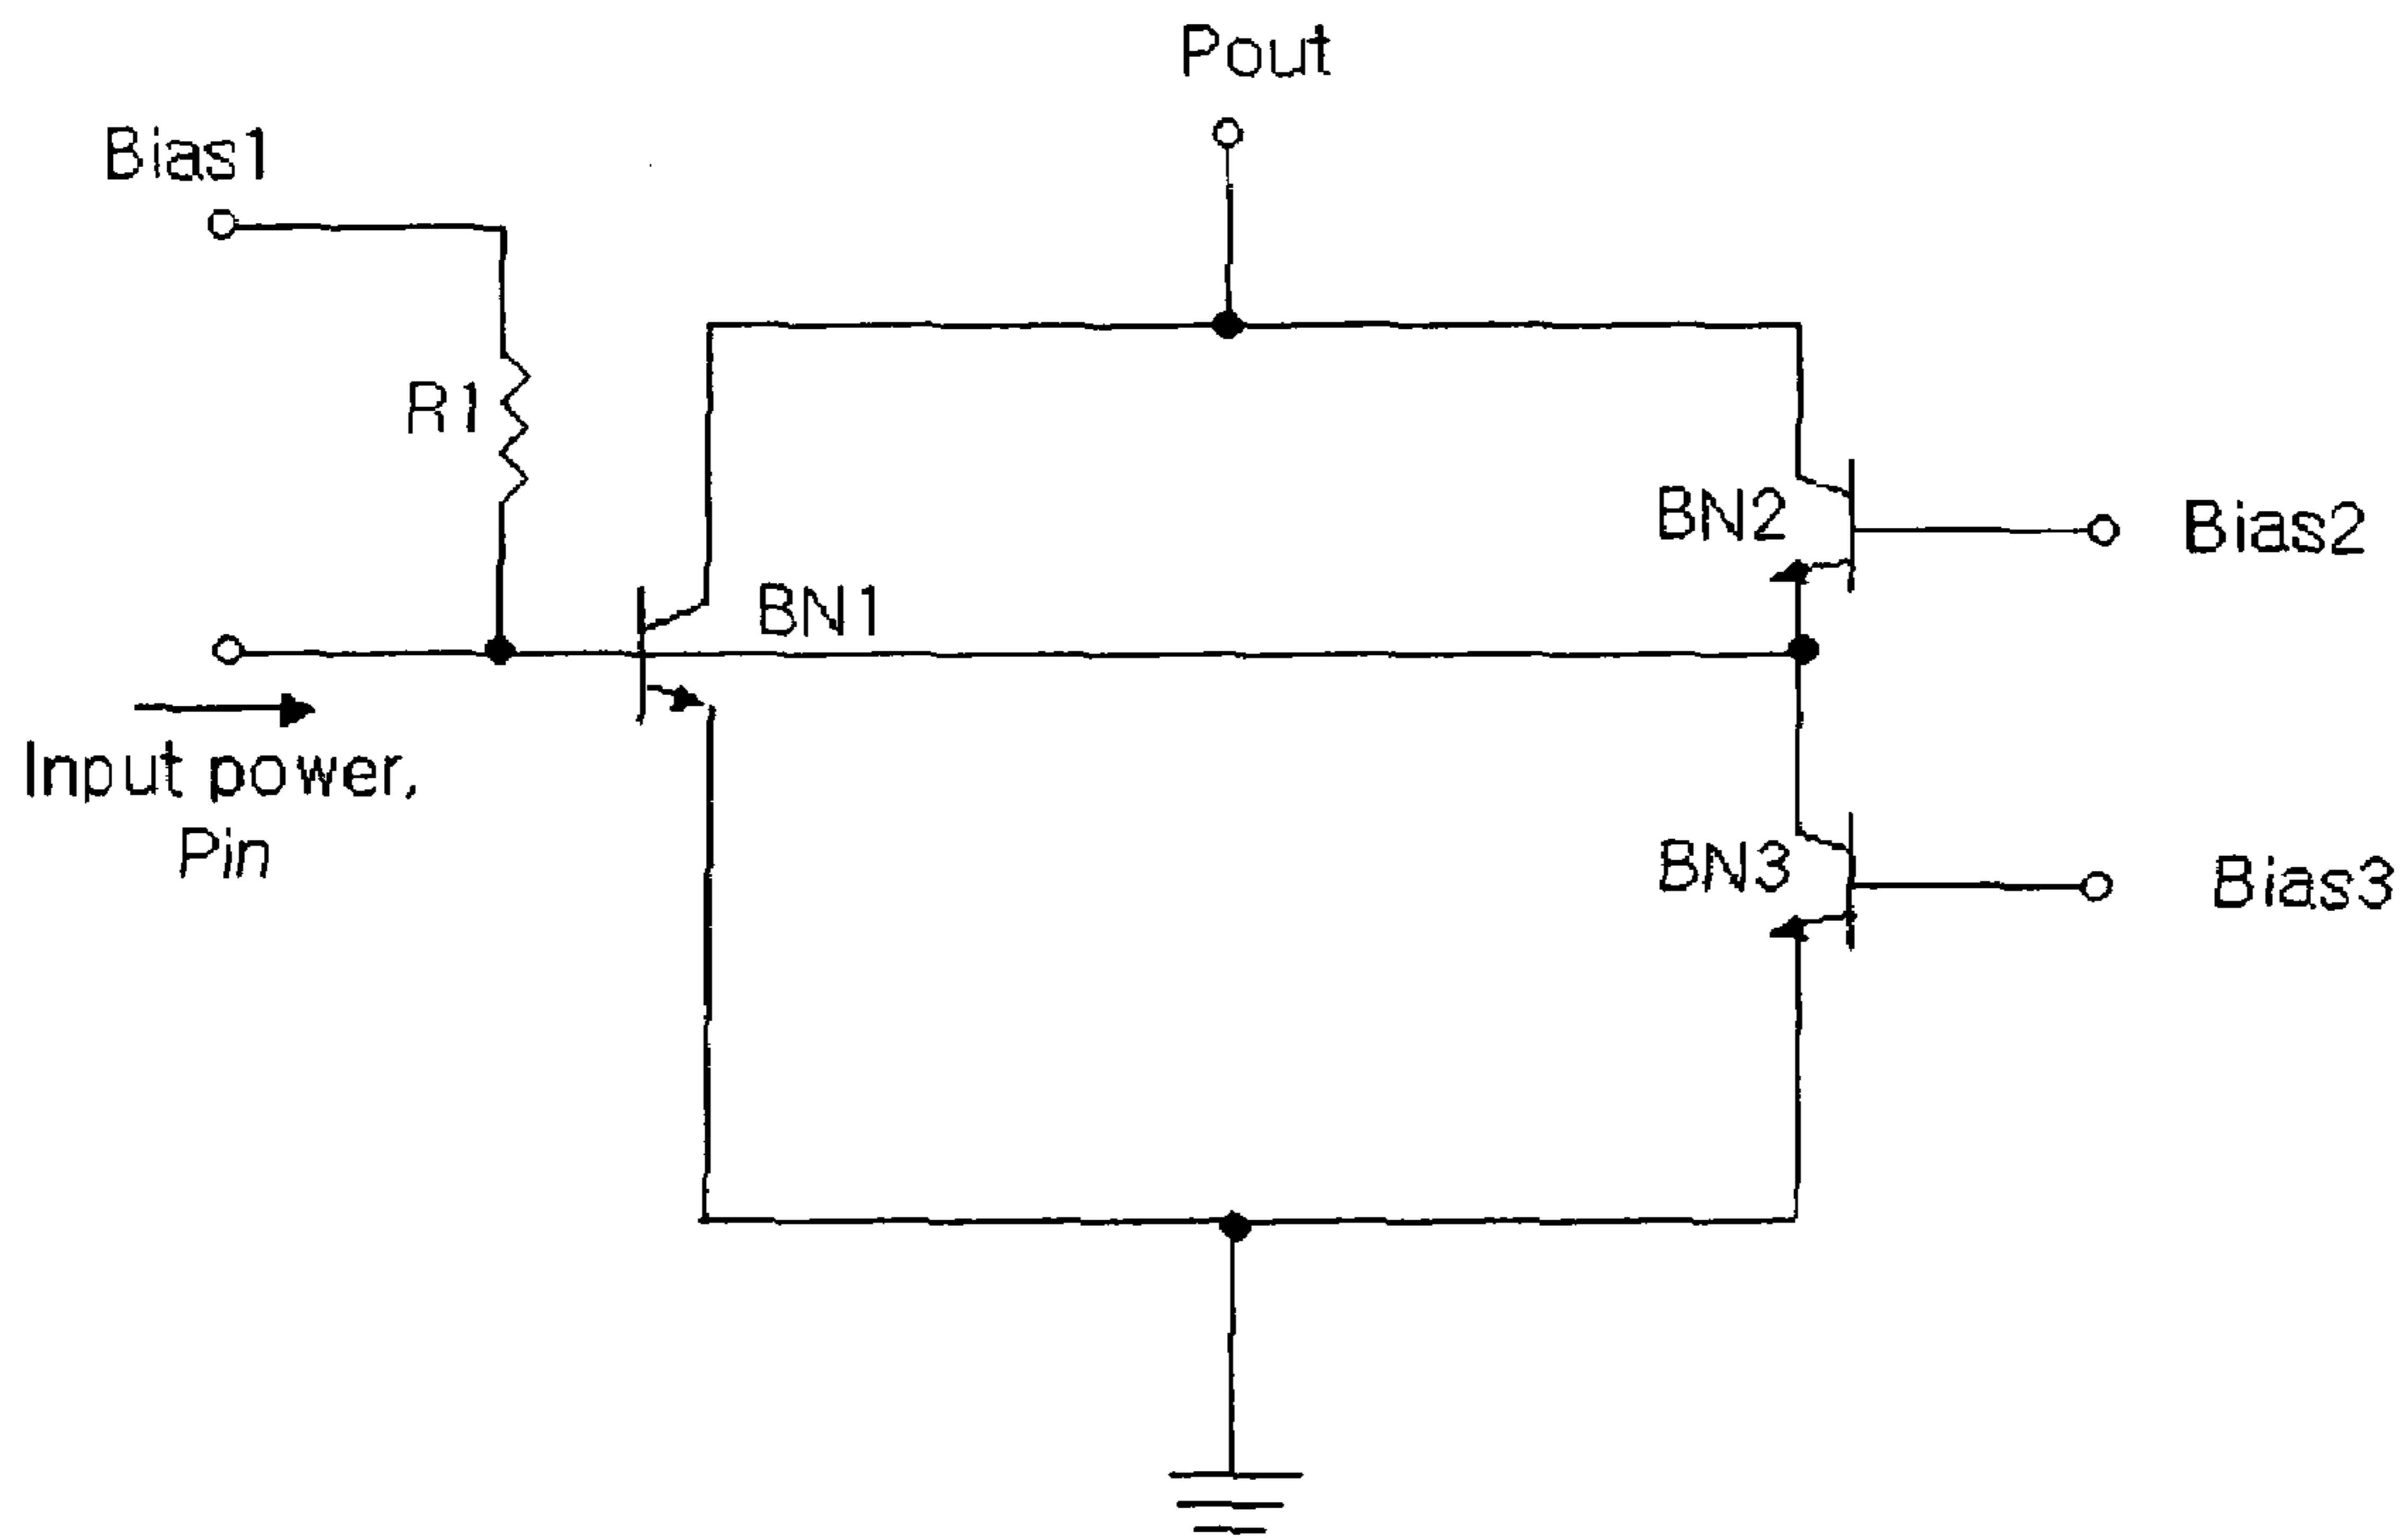 Pout
Bias1
R1
BN2
Bias2
BN1
Input power,
Pin
BN3
Bias3